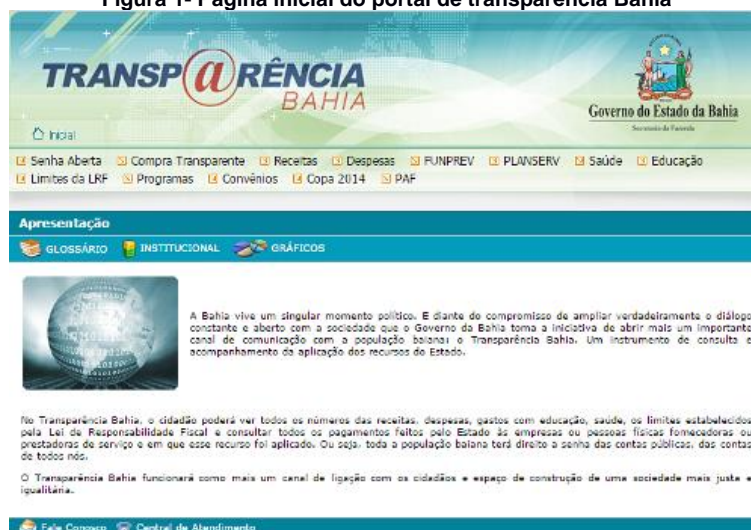 Figura 1- Página inicial do portal de transparência Bahia
TRANSP@RÊNCIA
BAHIA
Governo do Estado da Bahia
Secretaria da Fazenda
Inicial
Senha Aberta Compra Transparente Receitas Despesas FUNPREV PLANSERV Saúde Educação
Limites da LRF Programas Convênios Copa 2014 PAF
Apresentação
GLOSSÁRIO INSTITUCIONAL GRÁFICOS
A Bahia vive um singular momento político. E diante do compromisso de ampliar verdadeiramente o diálogo
constante e aberto com a sociedade que o Governo da Bahia toma a iniciativa de abrir mais um importante
canal de comunicação com a população baiana: o Transparência Bahia. Um instrumento de consulta e
acompanhamento da aplicação dos recursos do Estado.
No Transparência Bahia, o cidadão poderá ver todos os números das receitas, despesas, gastos com educação, saúde, os limites estabelecidos
pela Lei de Responsabilidade Fiscal e consultar todos os pagamentos feitos pelo Estado às empresas ou pessoas físicas fornecedoras ou
prestadoras de serviço e em que esse recurso foi aplicado. Ou seja, toda a população baiana terá direito a senha das contas públicas, das contas
de todos nós.
O Transparência Bahia funcionará como mais um canal de ligação com os cidadãos e espaço de construção de uma sociedade mais justa e
igualitária.
Fale Conosco Central de Atendimento